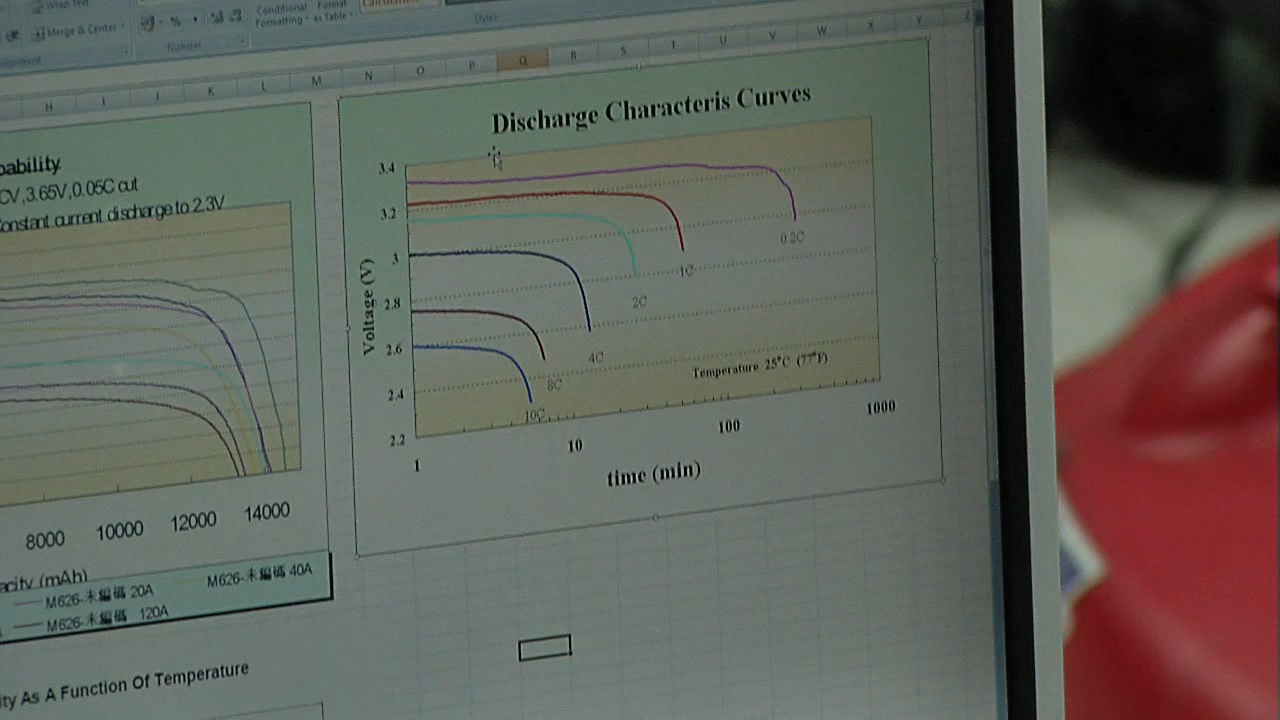 Wrap Text
Merge & Center
%
Conditional Format
Formatting as Table
Number
Styles
H I J K L M N O P Q R S T U V W X Y Z
Discharge Characteris Curves
CV,3.65V,0.05C cut
Constant current discharge to 2.3V
3.4
3.2
3
2.8
2.6
2.4
2.2
Voltage (V)
0.2C
1C
2C
4C
8C
10C
Temperature 25°C (77°F)
1 10 100 1000
time (min)
8000 10000 12000 14000
(mAh)
M626-未編碼 20A M626-未編碼 40A
M626-未編碼 120A
As A Function Of Temperature